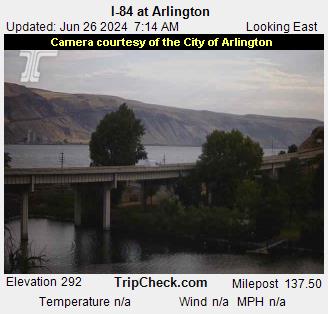 I-84 at Arlington
Updated: Jun 26 2024 7:14 AM Looking East
Camera courtesy of the City of Arlington
Elevation 292 TripCheck.com Milepost 137.50
Temperature n/a Wind n/a MPH n/a